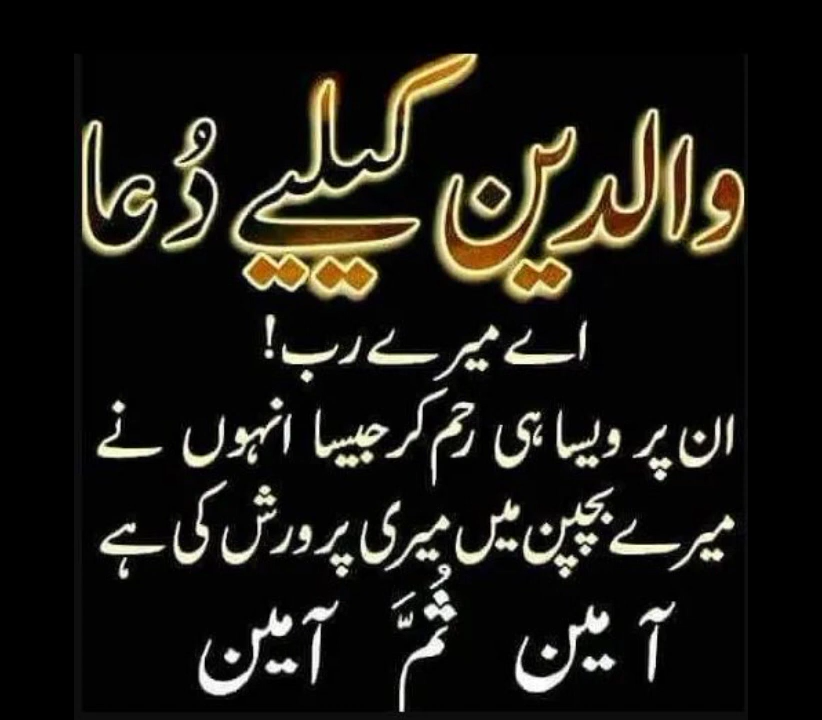 والدین کیلیے دُعا
اے میرے رب!
ان پر ویسا ہی رحم کر جیسا انہوں نے
میرے بچپن میں میری پرورش کی ہے
آمین ثُمَّ آمین